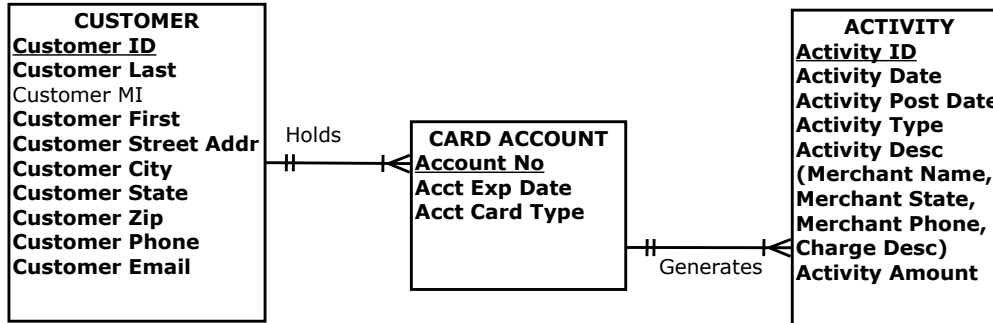 CUSTOMER
Customer ID
Customer Last
Customer MI
Customer First
Customer Street Addr
Customer City
Customer State
Customer Zip
Customer Phone
Customer Email
Holds
CARD ACCOUNT
Account No
Acct Exp Date
Acct Card Type
Generates
ACTIVITY
Activity ID
Activity Date
Activity Post Date
Activity Type
Activity Desc
(Merchant Name,
Merchant State,
Merchant Phone,
Charge Desc)
Activity Amount